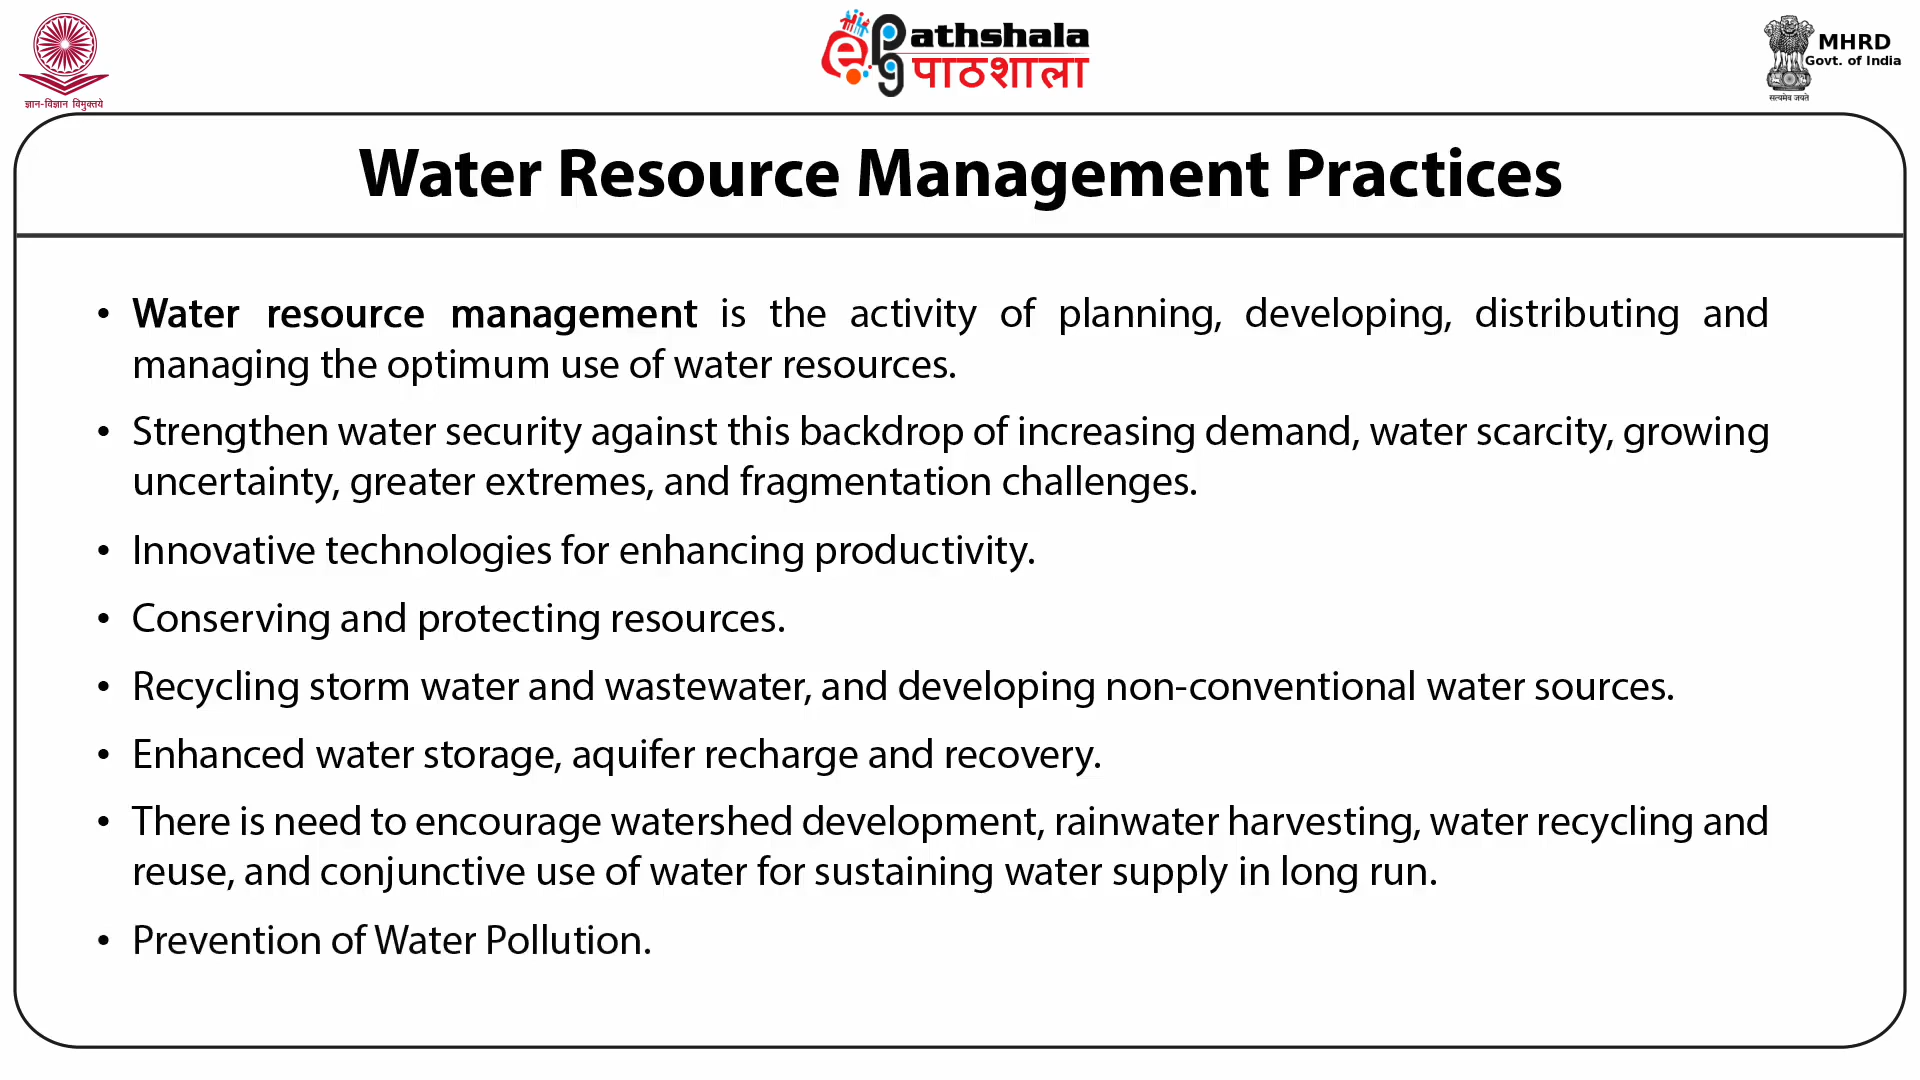 ज्ञान-विज्ञान विमुक्तये
ePathshala
पाठशाला
MHRD
Govt. of India
सत्यमेव जयते
Water Resource Management Practices
• Water resource management is the activity of planning, developing, distributing and
managing the optimum use of water resources.
• Strengthen water security against this backdrop of increasing demand, water scarcity, growing
uncertainty, greater extremes, and fragmentation challenges.
• Innovative technologies for enhancing productivity.
• Conserving and protecting resources.
• Recycling storm water and wastewater, and developing non-conventional water sources.
• Enhanced water storage, aquifer recharge and recovery.
• There is need to encourage watershed development, rainwater harvesting, water recycling and
reuse, and conjunctive use of water for sustaining water supply in long run.
• Prevention of Water Pollution.